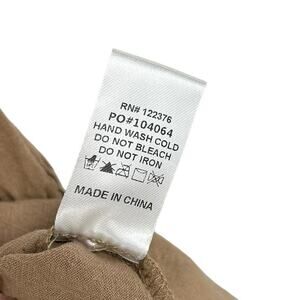 RN# 122376
PO#104064
HAND WASH COLD
DO NOT BLEACH
DO NOT IRON
MADE IN CHINA